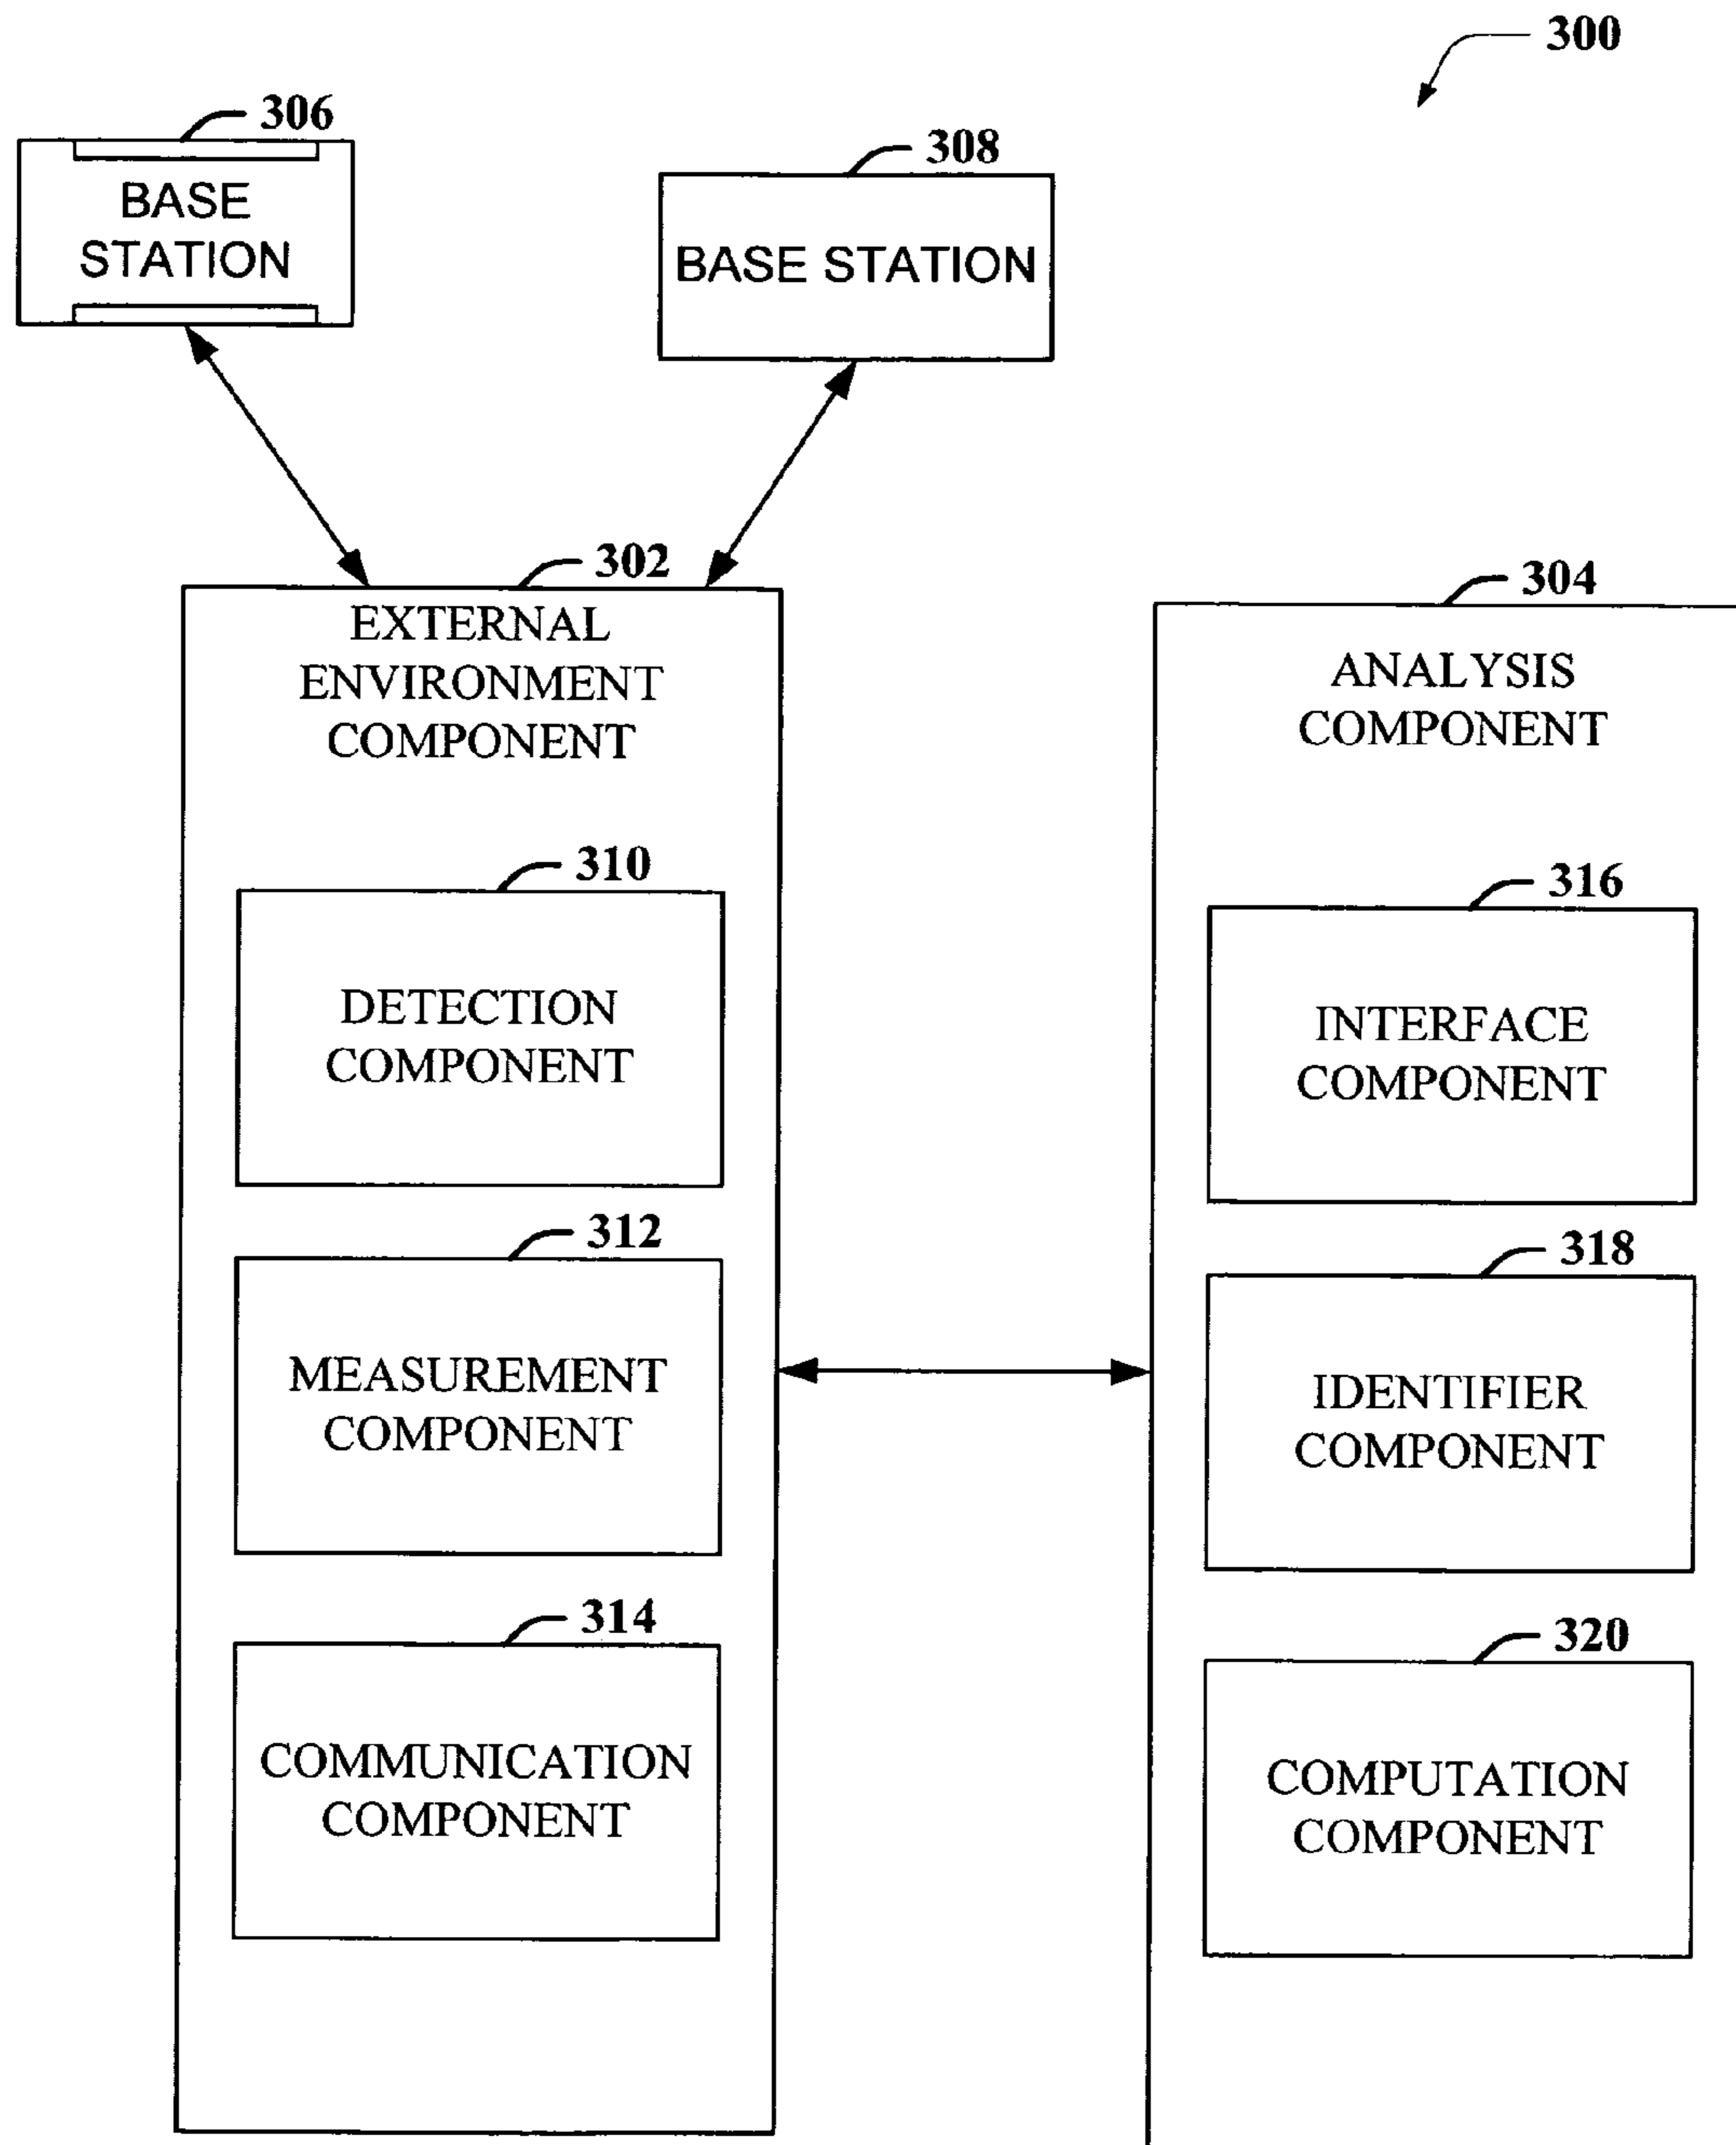 300
306
BASE
STATION
308
BASE STATION
302
EXTERNAL
ENVIRONMENT
COMPONENT
310
DETECTION
COMPONENT
312
MEASUREMENT
COMPONENT
314
COMMUNICATION
COMPONENT
304
ANALYSIS
COMPONENT
316
INTERFACE
COMPONENT
318
IDENTIFIER
COMPONENT
320
COMPUTATION
COMPONENT